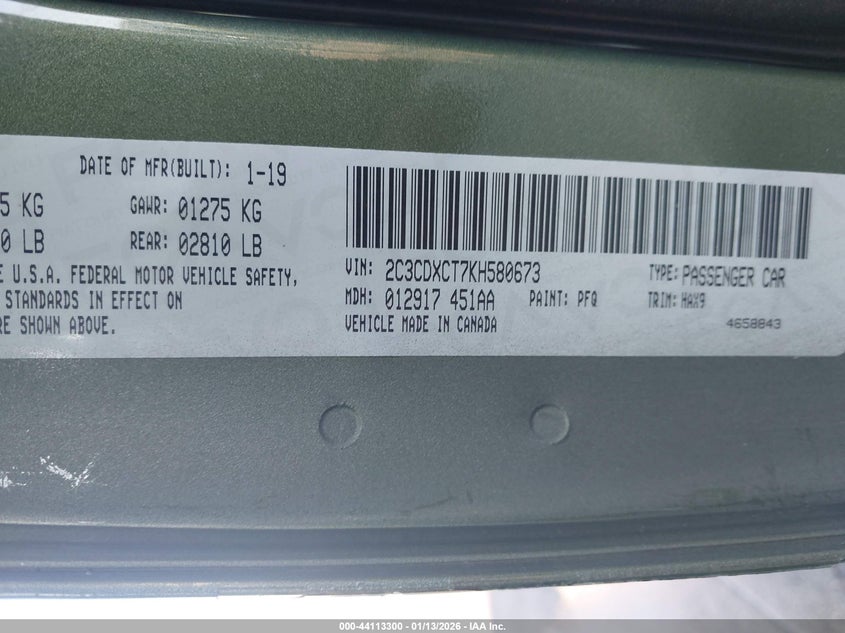 DATE OF MFR(BUILT): 1-19
5 KG GAWR: 01275 KG
0 LB REAR: 02810 LB
E U.S.A. FEDERAL MOTOR VEHICLE SAFETY,
STANDARDS IN EFFECT ON
RE SHOWN ABOVE.
VIN: 2C3CDXCT7KH580673 TYPE: PASSENGER CAR
MDH: 012917 451AA PAINT: PFQ TRIM: HAX9
VEHICLE MADE IN CANADA 4658843
000-44113300 - 01/13/2026 - IAA Inc.